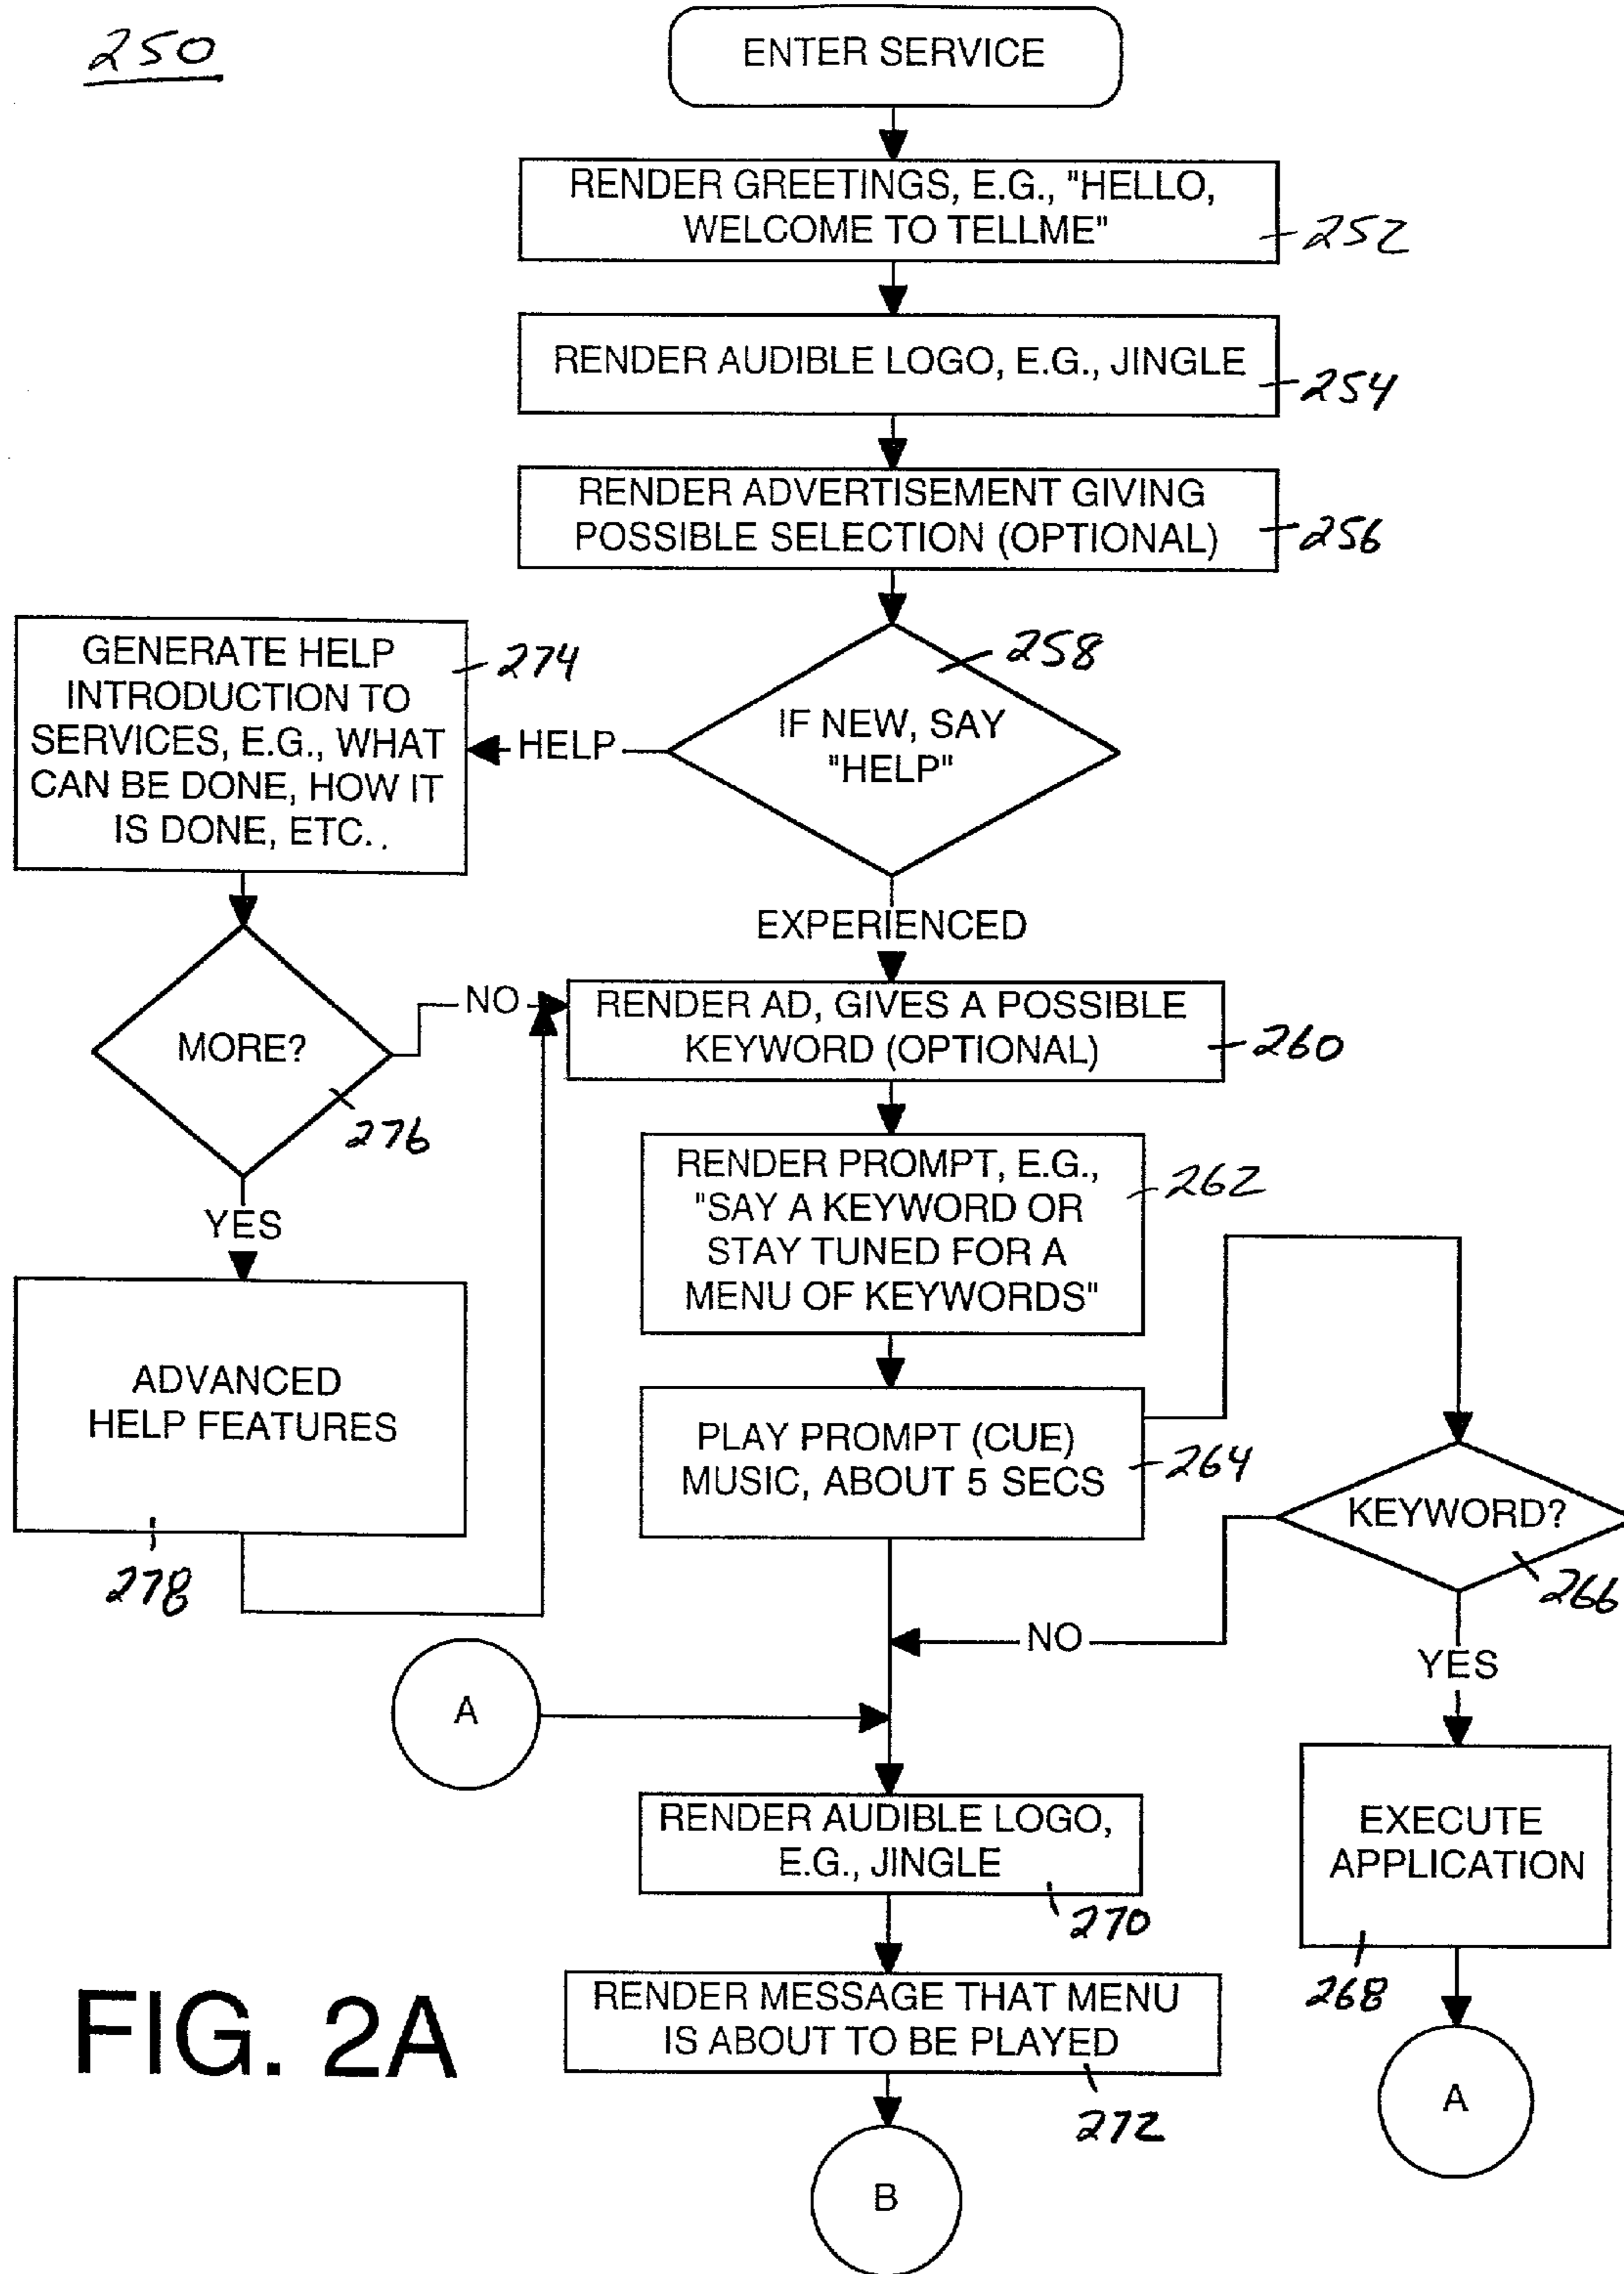 250
ENTER SERVICE
RENDER GREETINGS, E.G., "HELLO,
WELCOME TO TELLME"
252
RENDER AUDIBLE LOGO, E.G., JINGLE
254
RENDER ADVERTISEMENT GIVING
POSSIBLE SELECTION (OPTIONAL)
256
GENERATE HELP
INTRODUCTION TO
SERVICES, E.G., WHAT
CAN BE DONE, HOW IT
IS DONE, ETC..
274
HELP
258
IF NEW, SAY
"HELP"
EXPERIENCED
MORE?
276
NO
RENDER AD, GIVES A POSSIBLE
KEYWORD (OPTIONAL)
260
YES
RENDER PROMPT, E.G.,
"SAY A KEYWORD OR
STAY TUNED FOR A
MENU OF KEYWORDS"
262
ADVANCED
HELP FEATURES
278
PLAY PROMPT (CUE)
MUSIC, ABOUT 5 SECS
264
KEYWORD?
266
NO
YES
A
RENDER AUDIBLE LOGO,
E.G., JINGLE
270
EXECUTE
APPLICATION
268
RENDER MESSAGE THAT MENU
IS ABOUT TO BE PLAYED
272
A
B
FIG. 2A